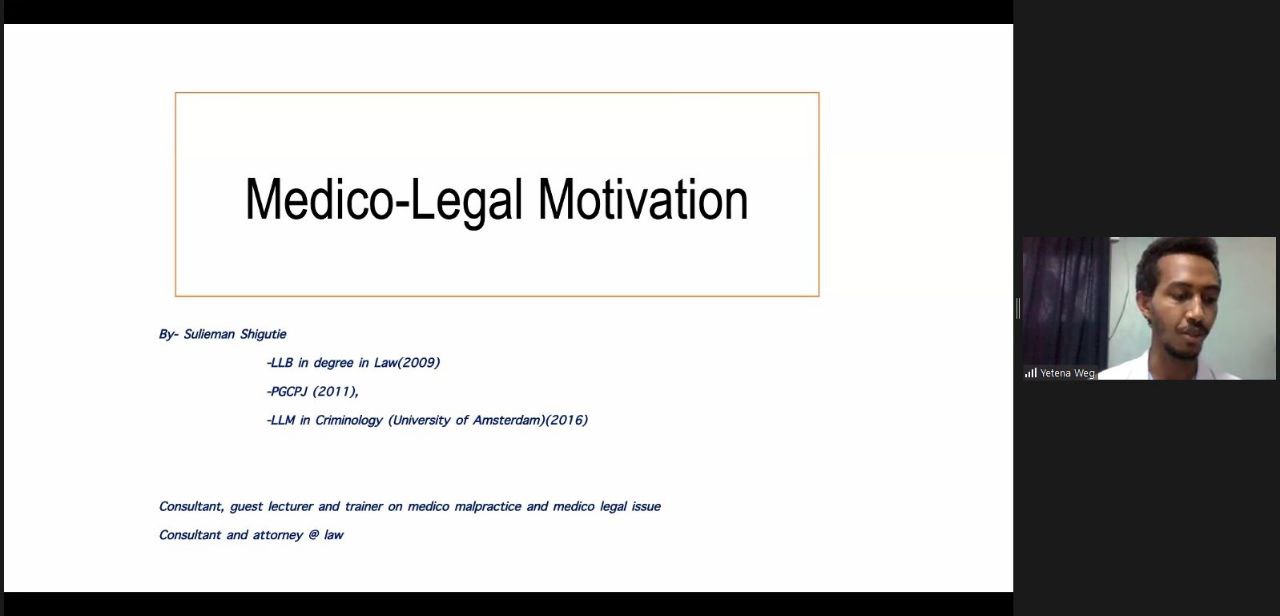 Medico-Legal Motivation
By- Sulieman Shigutie
-LLB in degree in Law(2009)
-PGCPJ (2011),
-LLM in Criminology (University of Amsterdam)(2016)
Consultant, guest lecturer and trainer on medico malpractice and medico legal issue
Consultant and attorney @ law
Yetena Weg